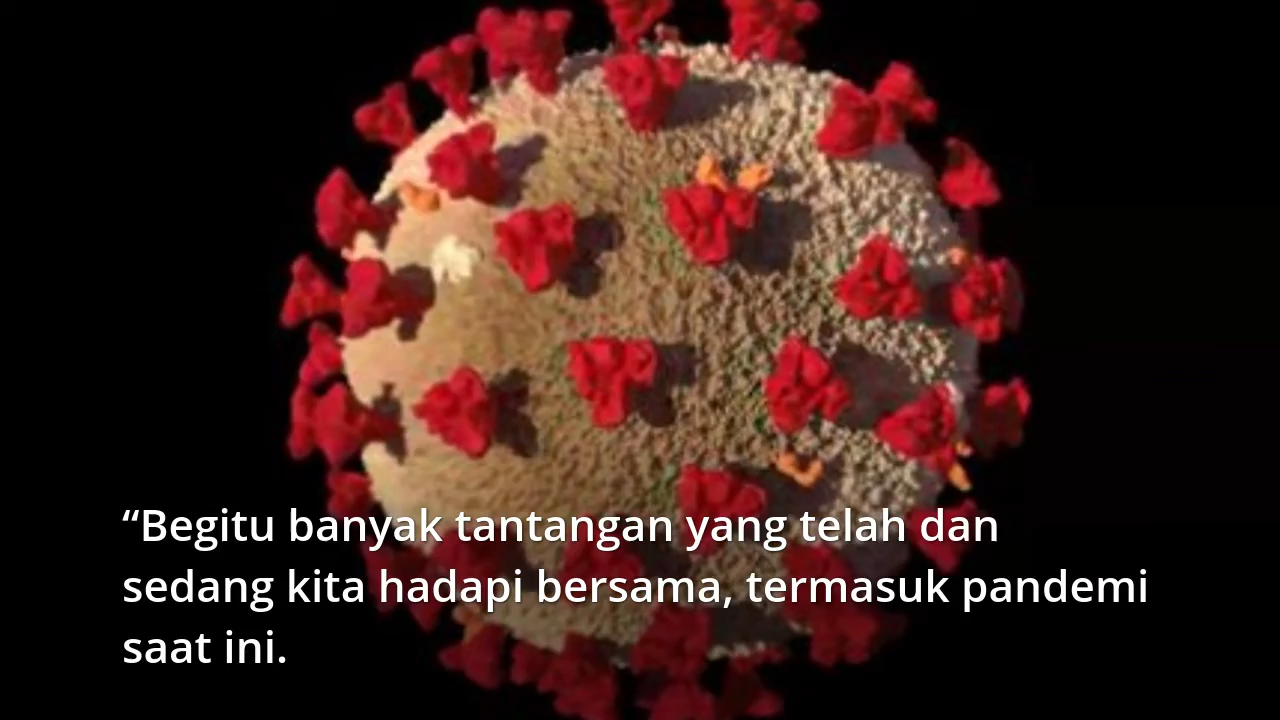 “Begitu banyak tantangan yang telah dan
sedang kita hadapi bersama, termasuk pandemi
saat ini.